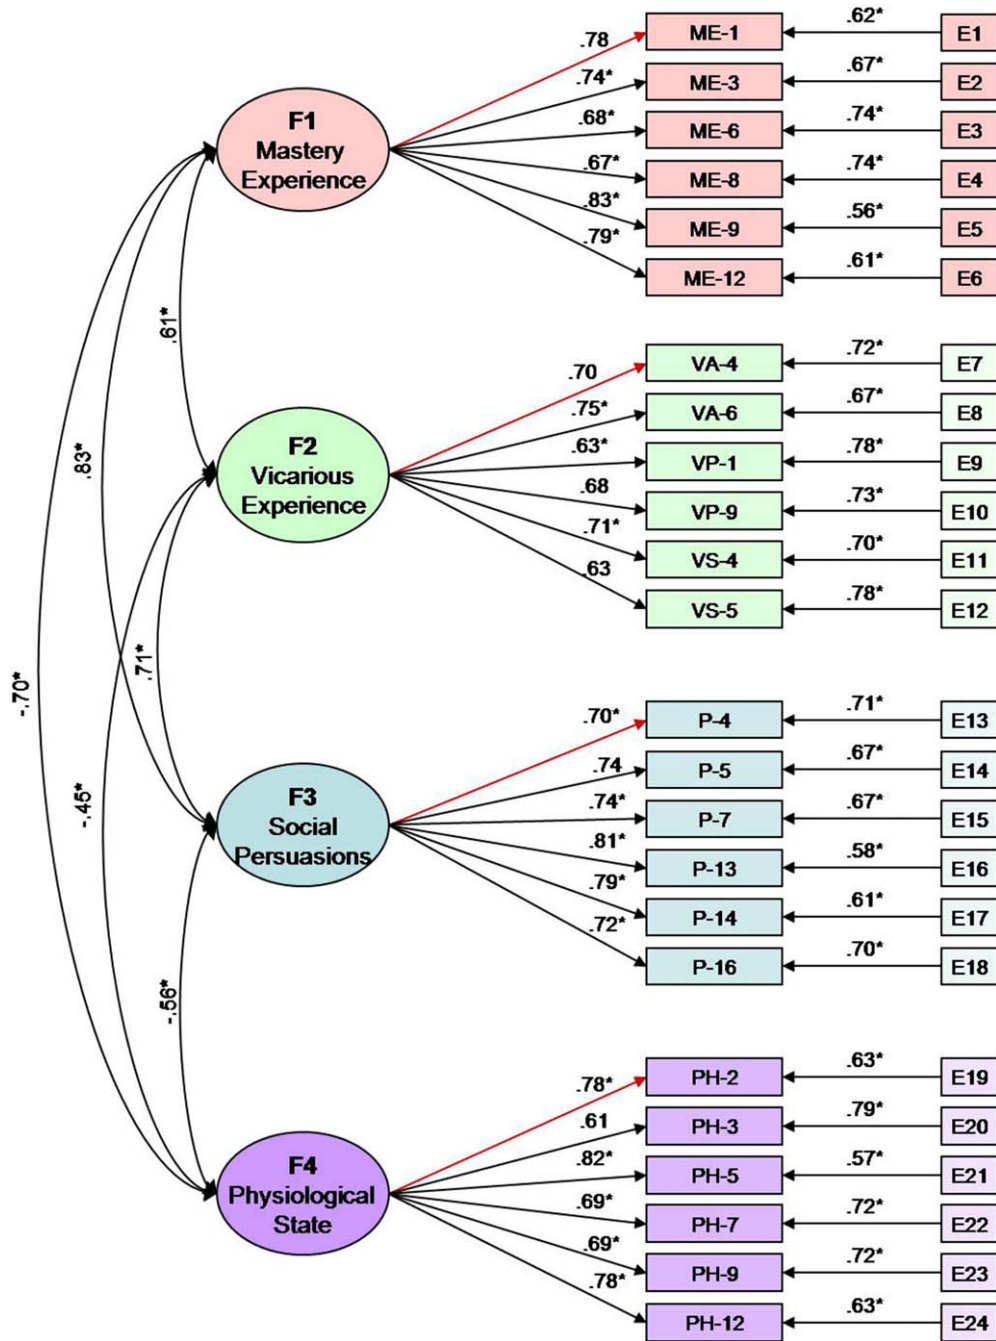 F1
Mastery
Experience
.78
.74*
.68*
.67*
.83*
.79*
ME-1
ME-3
ME-6
ME-8
ME-9
ME-12
.62*
.67*
.74*
.74*
.56*
.61*
E1
E2
E3
E4
E5
E6
F2
Vicarious
Experience
.70
.75*
.63*
.68
.71*
.63
VA-4
VA-6
VP-1
VP-9
VS-4
VS-5
.72*
.67*
.78*
.73*
.70*
.78*
E7
E8
E9
E10
E11
E12
F3
Social
Persuasions
.70*
.74
.74*
.81*
.79*
.72*
P-4
P-5
P-7
P-13
P-14
P-16
.71*
.67*
.67*
.58*
.61*
.70*
E13
E14
E15
E16
E17
E18
F4
Physiological
State
.78*
.61
.82*
.69*
.69*
.78*
PH-2
PH-3
PH-5
PH-7
PH-9
PH-12
.63*
.79*
.57*
.72*
.72*
.63*
E19
E20
E21
E22
E23
E24
.61*
.83*
.71*
-.70*
-.45*
-.56*